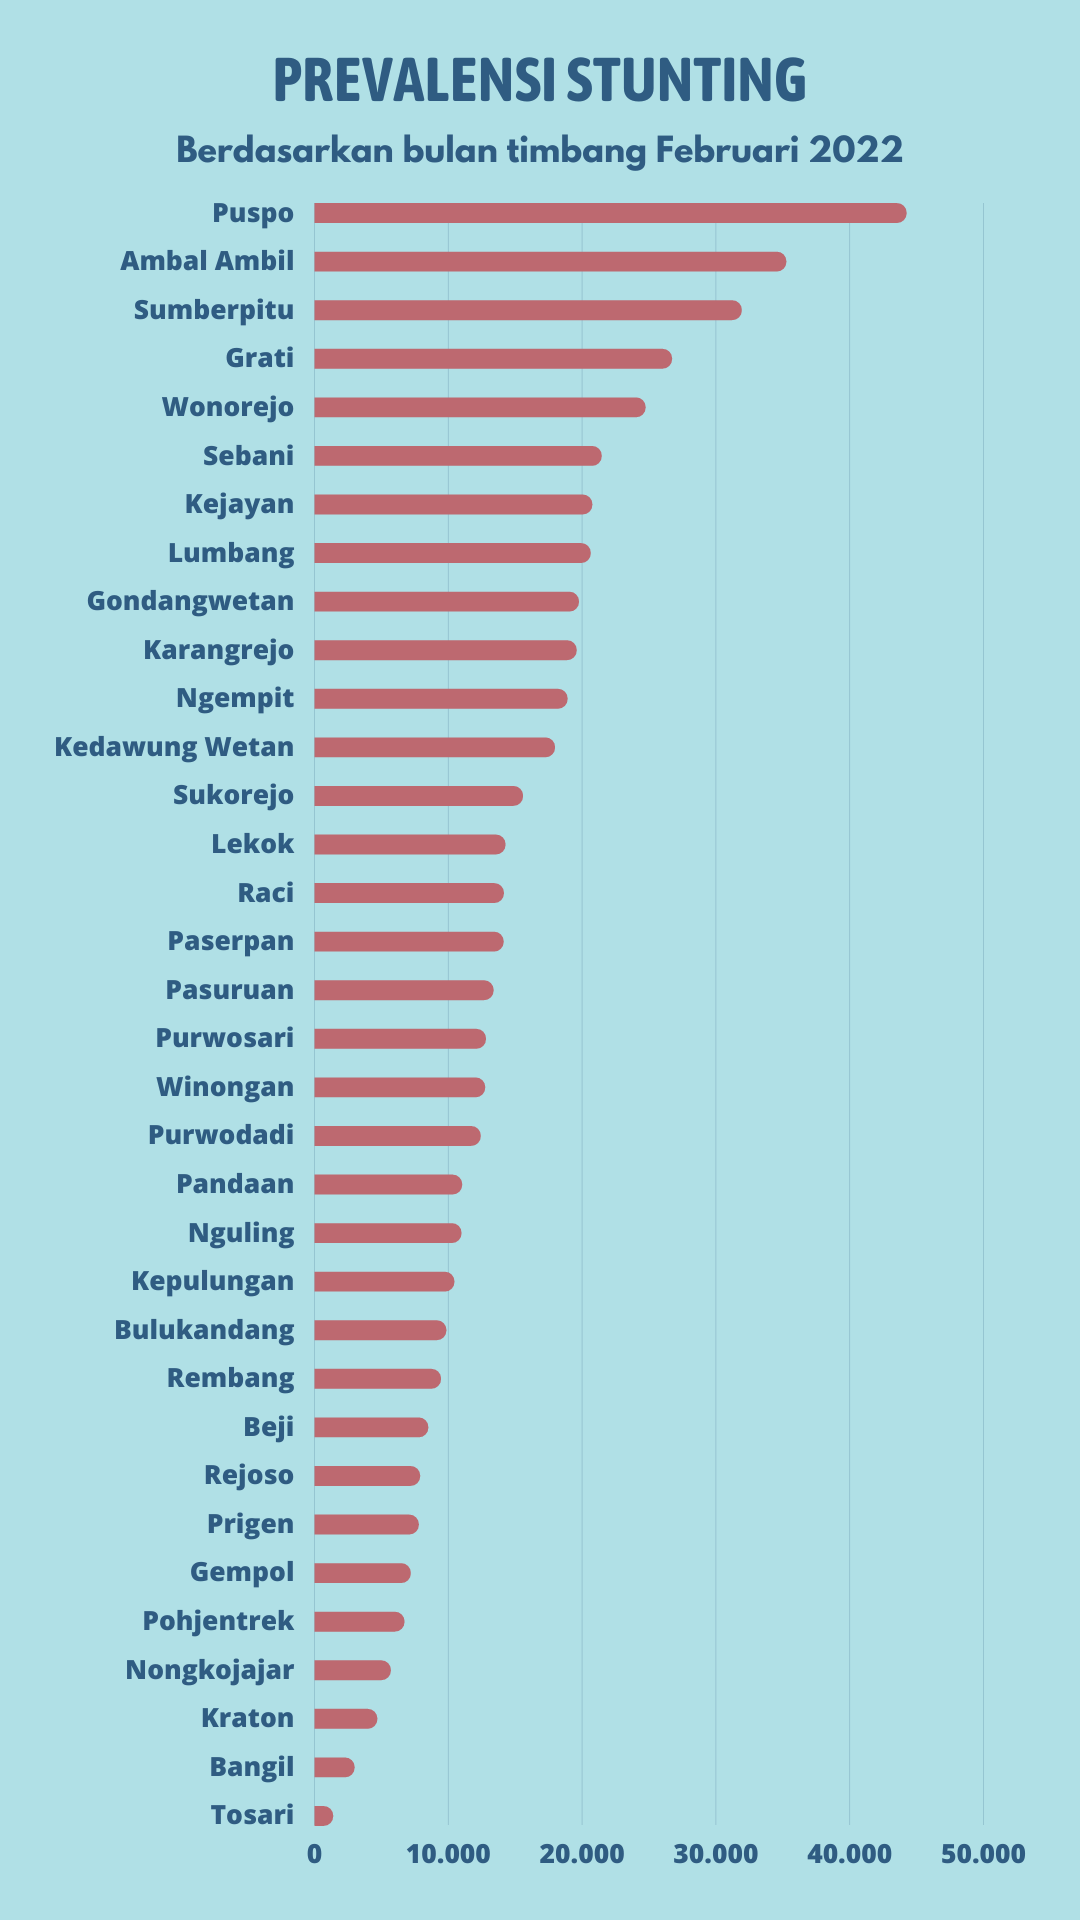 PREVALENSI STUNTING
Berdasarkan bulan timbang Februari 2022
Puspo
Ambal Ambil
Sumberpitu
Grati
Wonorejo
Sebani
Kejayan
Lumbang
Gondangwetan
Karangrejo
Ngempit
Kedawung Wetan
Sukorejo
Lekok
Raci
Paserpan
Pasuruan
Purwosari
Winongan
Purwodadi
Pandaan
Nguling
Kepulungan
Bulukandang
Rembang
Beji
Rejoso
Prigen
Gempol
Pohjentrek
Nongkojajar
Kraton
Bangil
Tosari
0 10.000 20.000 30.000 40.000 50.000